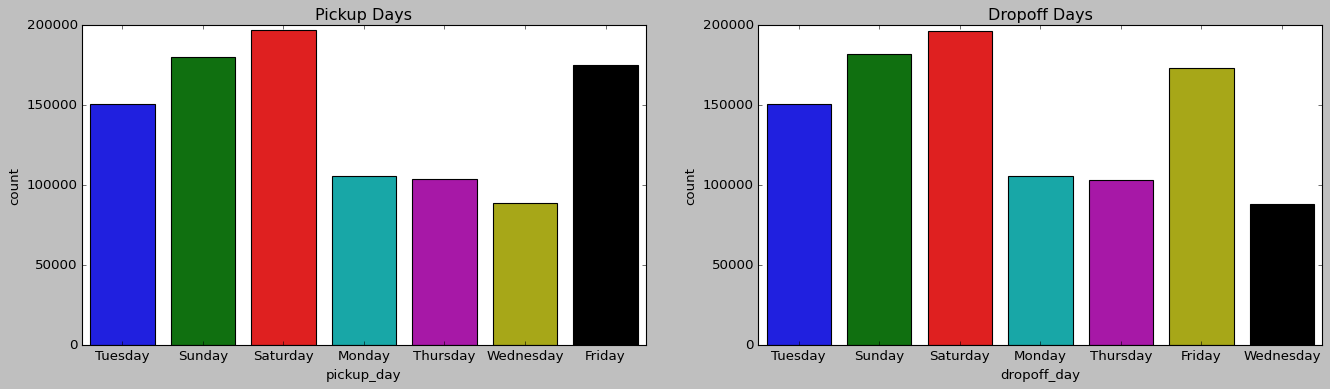 Pickup Days
200000
150000
100000
50000
0
count
Tuesday Sunday Saturday Monday Thursday Wednesday Friday
pickup_day
Dropoff Days
200000
150000
100000
50000
0
count
Tuesday Sunday Saturday Monday Thursday Friday Wednesday
dropoff_day